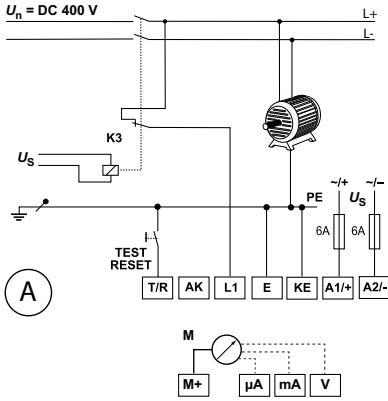 Un = DC 400 V
L+
L-
K3
US
PE
~/+
US
~/–
6A
6A
TEST
RESET
A
T/R
AK
L1
E
KE
A1/+
A2/-
M
M+
µA
mA
V